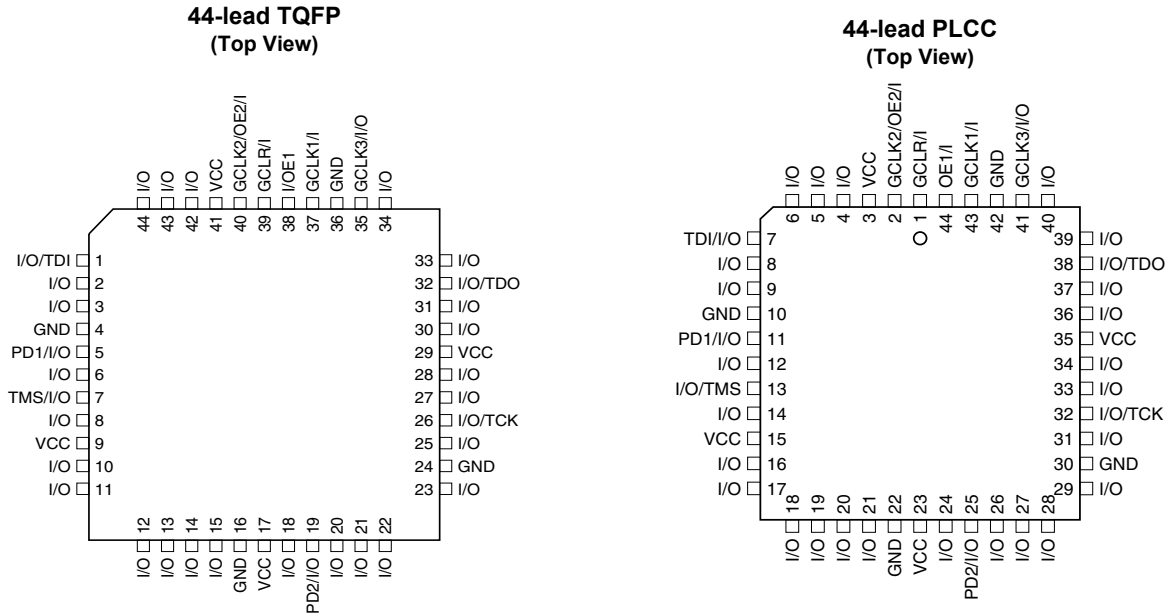 44-lead TQFP
(Top View)
I/O
I/O
I/O
VCC
GCLK2/OE2/I
GCLR/I
I/OE1
GCLK1/I
GND
GCLK3/I/O
I/O
44
43
42
41
40
39
38
37
36
35
34
I/O/TDI 1
I/O 2
I/O 3
GND 4
PD1/I/O 5
I/O 6
TMS/I/O 7
I/O 8
VCC 9
I/O 10
I/O 11
33 I/O
32 I/O/TDO
31 I/O
30 I/O
29 VCC
28 I/O
27 I/O
26 I/O/TCK
25 I/O
24 GND
23 I/O
12
13
14
15
16
17
18
19
20
21
22
I/O
I/O
I/O
I/O
GND
VCC
I/O
PD2/I/O
I/O
I/O
I/O
44-lead PLCC
(Top View)
I/O
I/O
I/O
VCC
GCLK2/OE2/I
GCLR/I
OE1/I
GCLK1/I
GND
GCLK3/I/O
I/O
6
5
4
3
2
1
44
43
42
41
40
TDI/I/O 7
I/O 8
I/O 9
GND 10
PD1/I/O 11
I/O 12
I/O/TMS 13
I/O 14
VCC 15
I/O 16
I/O 17
39 I/O
38 I/O/TDO
37 I/O
36 I/O
35 VCC
34 I/O
33 I/O
32 I/O/TCK
31 I/O
30 GND
29 I/O
18
19
20
21
22
23
24
25
26
27
28
I/O
I/O
I/O
I/O
GND
VCC
I/O
PD2/I/O
I/O
I/O
I/O